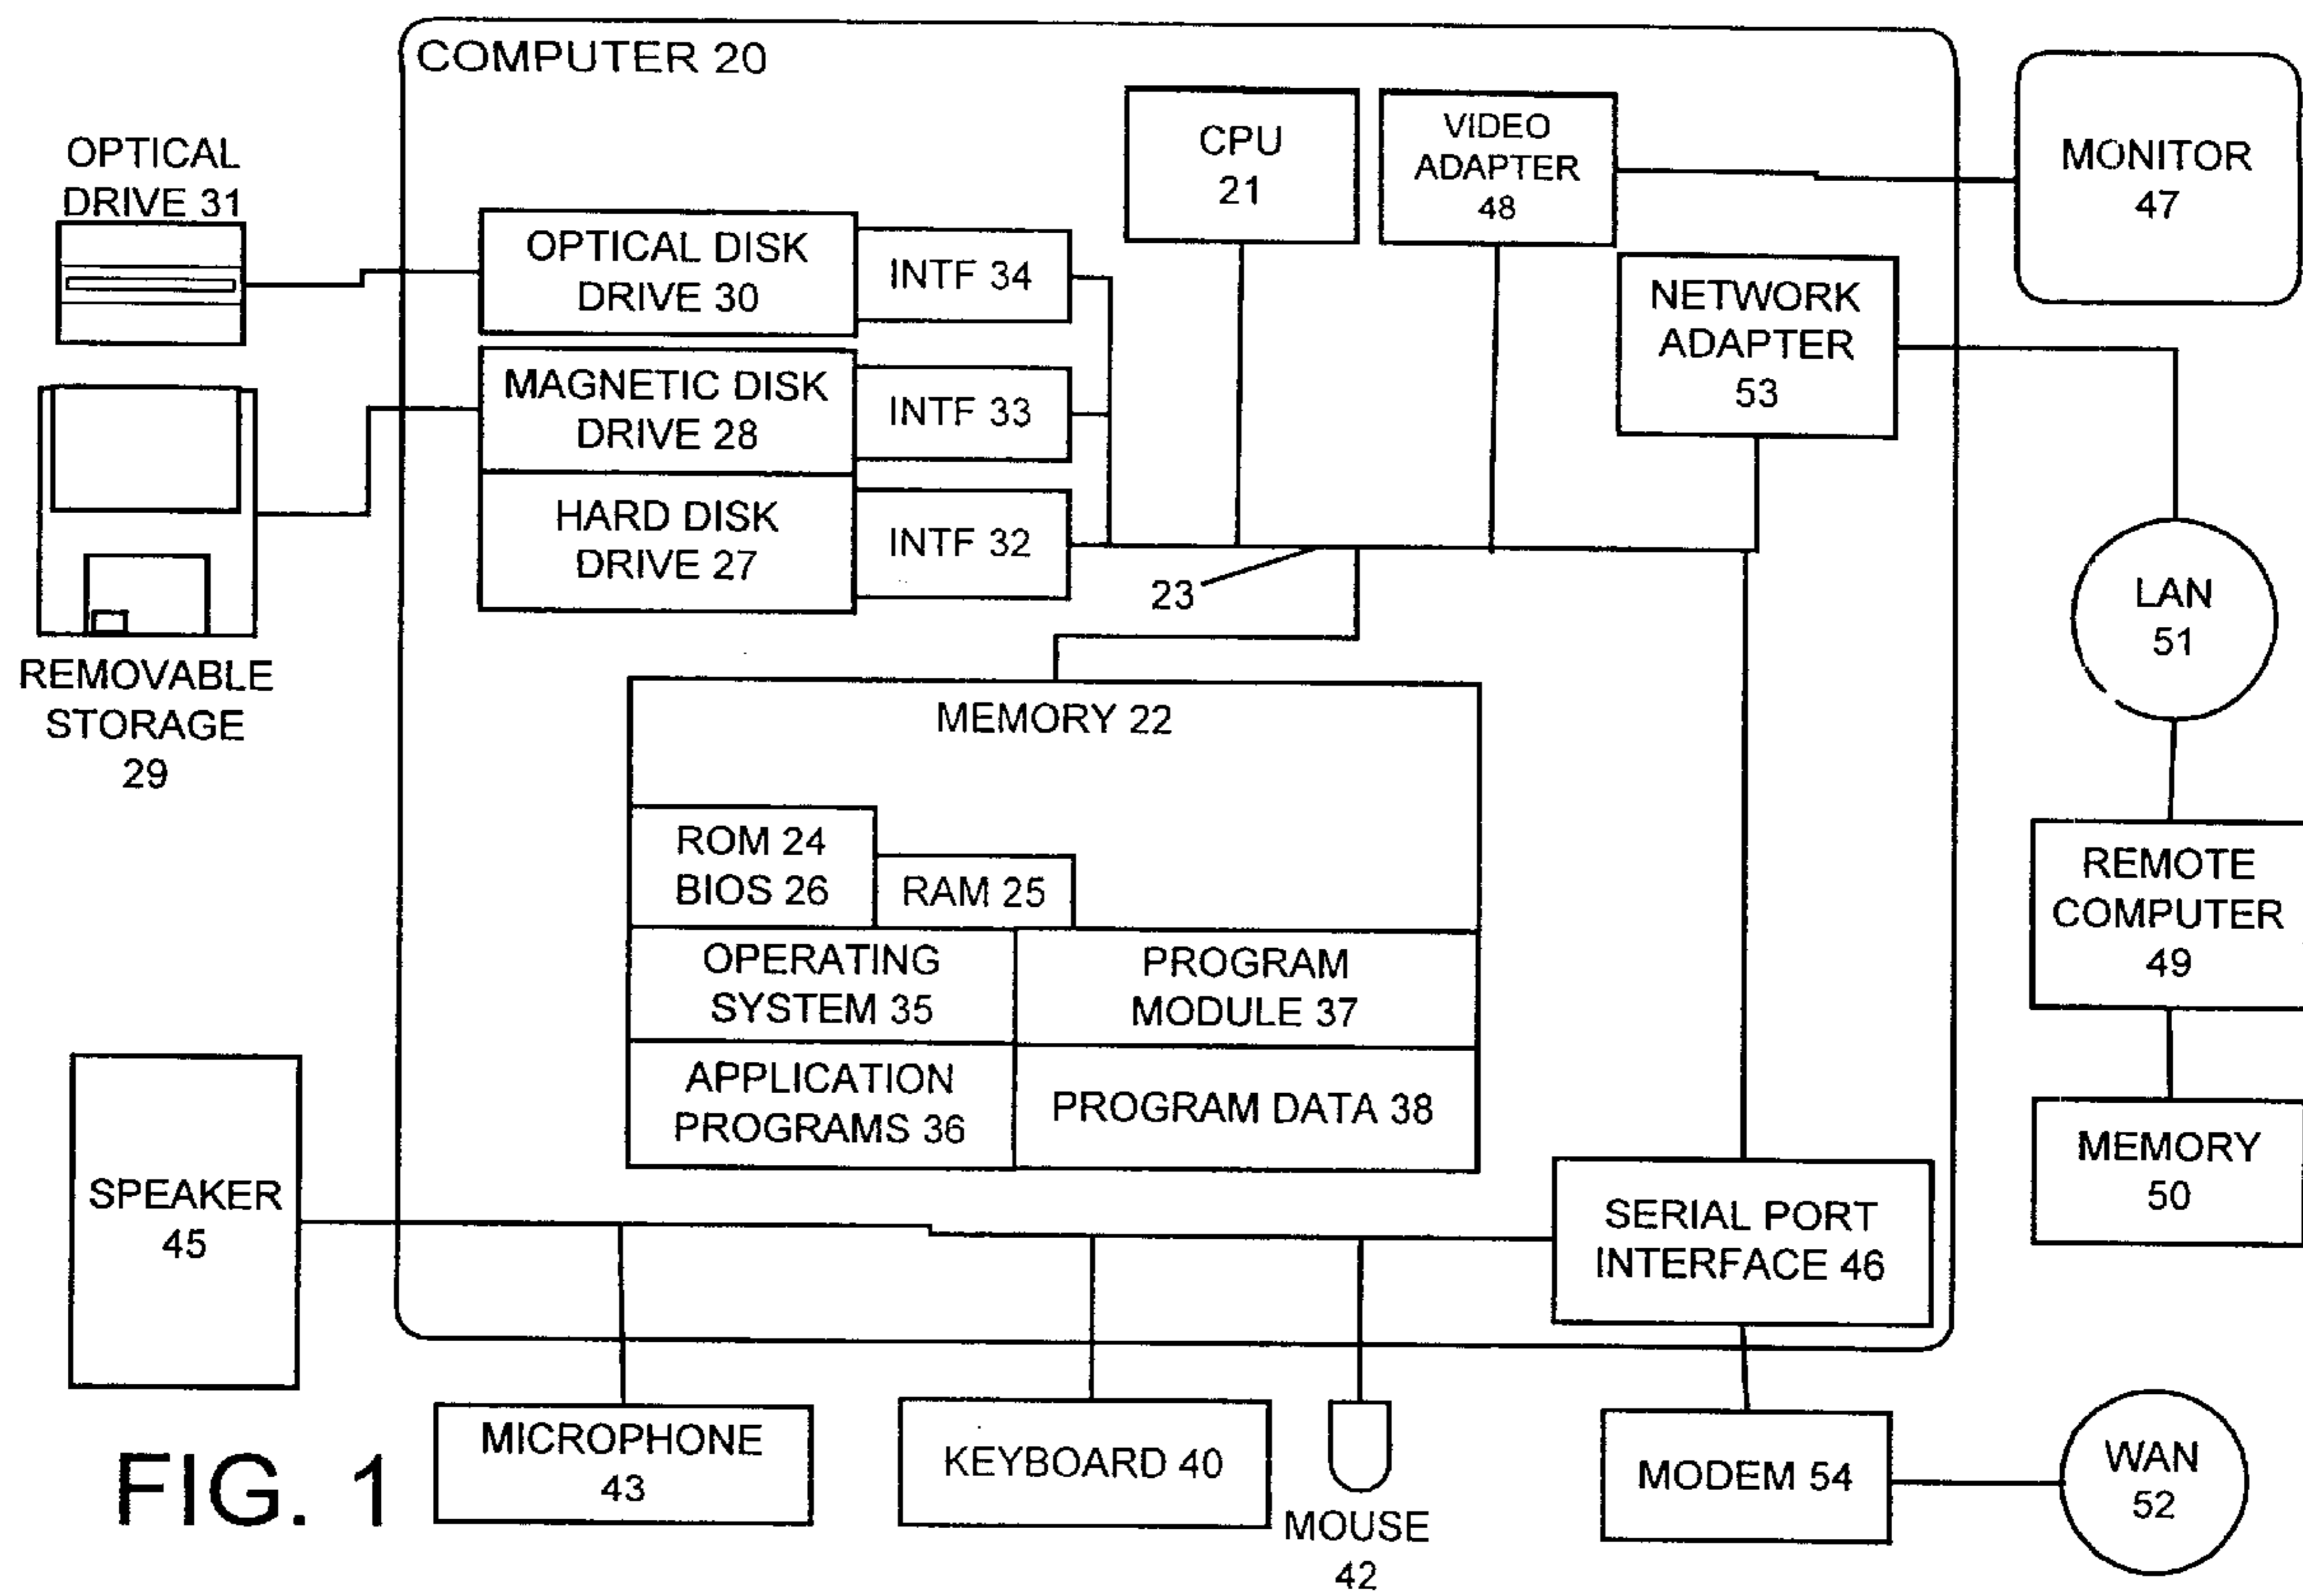 COMPUTER 20
OPTICAL
DRIVE 31
OPTICAL DISK
DRIVE 30
INTF 34
MAGNETIC DISK
DRIVE 28
INTF 33
HARD DISK
DRIVE 27
INTF 32
REMOVABLE
STORAGE
29
CPU
21
VIDEO
ADAPTER
48
MONITOR
47
NETWORK
ADAPTER
53
23
LAN
51
REMOTE
COMPUTER
49
MEMORY
50
MEMORY 22
ROM 24
BIOS 26
RAM 25
OPERATING
SYSTEM 35
PROGRAM
MODULE 37
APPLICATION
PROGRAMS 36
PROGRAM DATA 38
SPEAKER
45
SERIAL PORT
INTERFACE 46
MICROPHONE
43
KEYBOARD 40
MOUSE
42
MODEM 54
WAN
52
FIG. 1